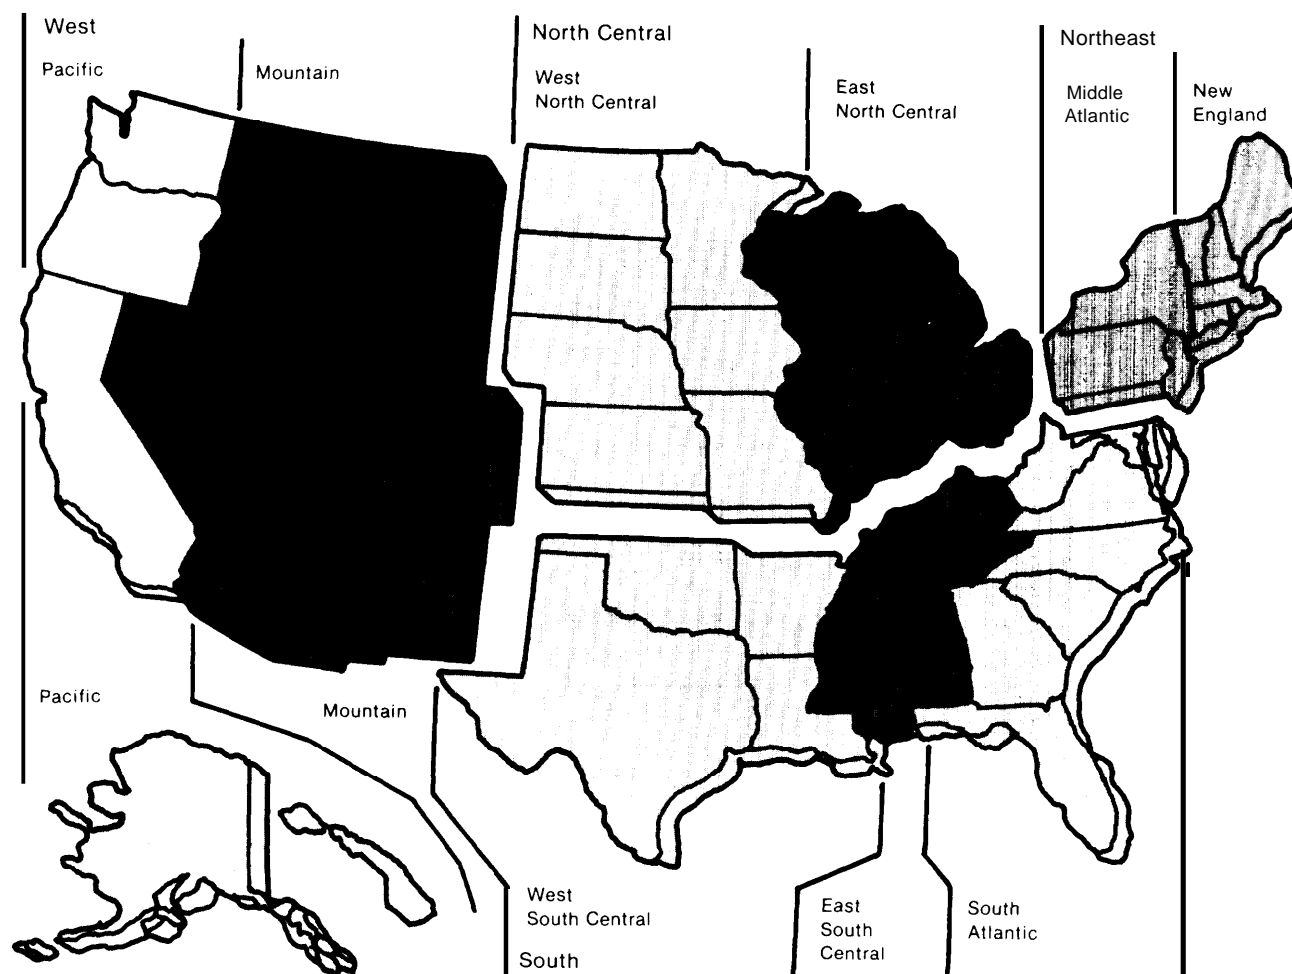 West
Pacific
Mountain
North Central
West
North Central
East
North Central
Northeast
Middle
Atlantic
New
England
Pacific
Mountain
West
South Central
South
East
South
Central
South
Atlantic